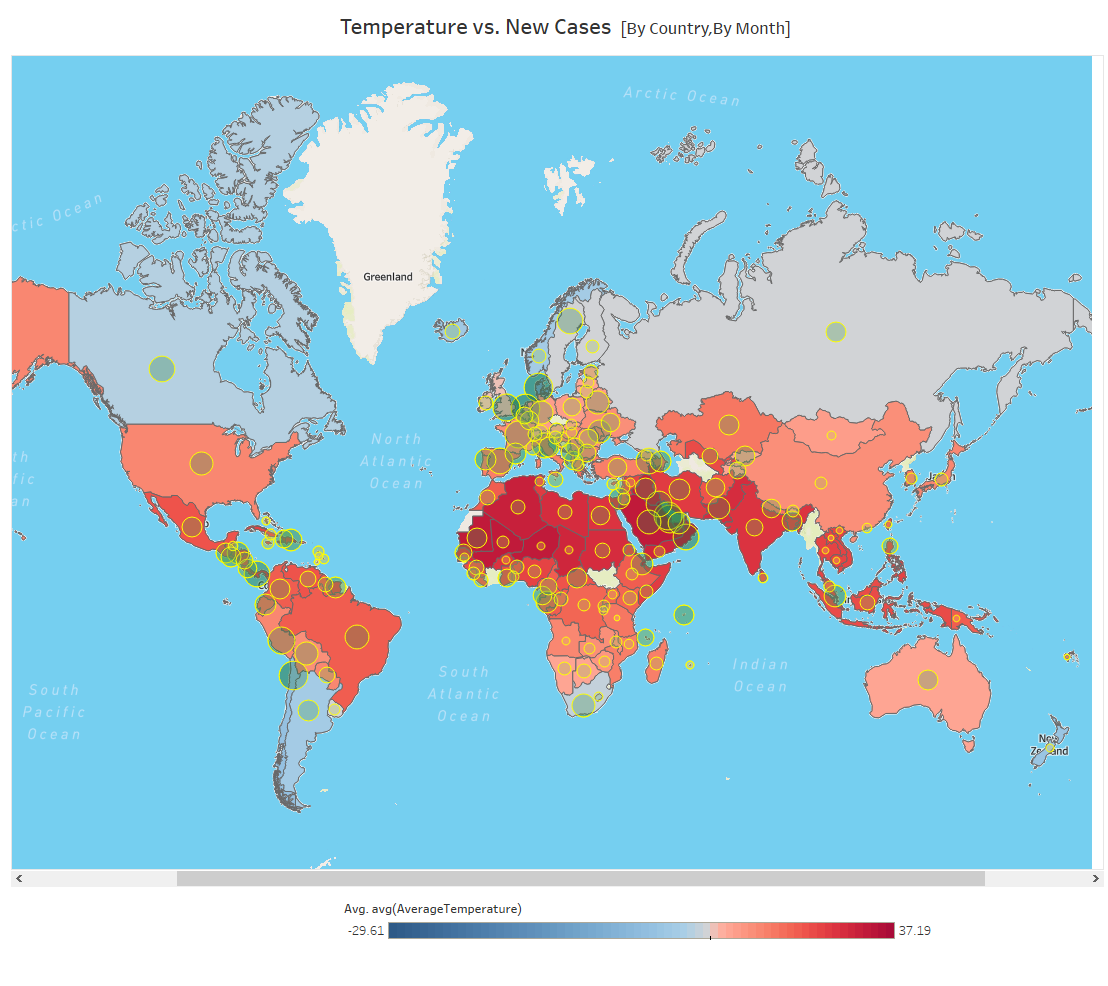 Temperature vs. New Cases [By Country,By Month]
Arctic Ocean
ctic Ocean
Greenland
North
Atlantic
Ocean
th
fic
an
South
Pacific
Ocean
South
Atlantic
Ocean
Indian
Ocean
New
Zealand
Avg. avg(AverageTemperature)
-29.61
37.19